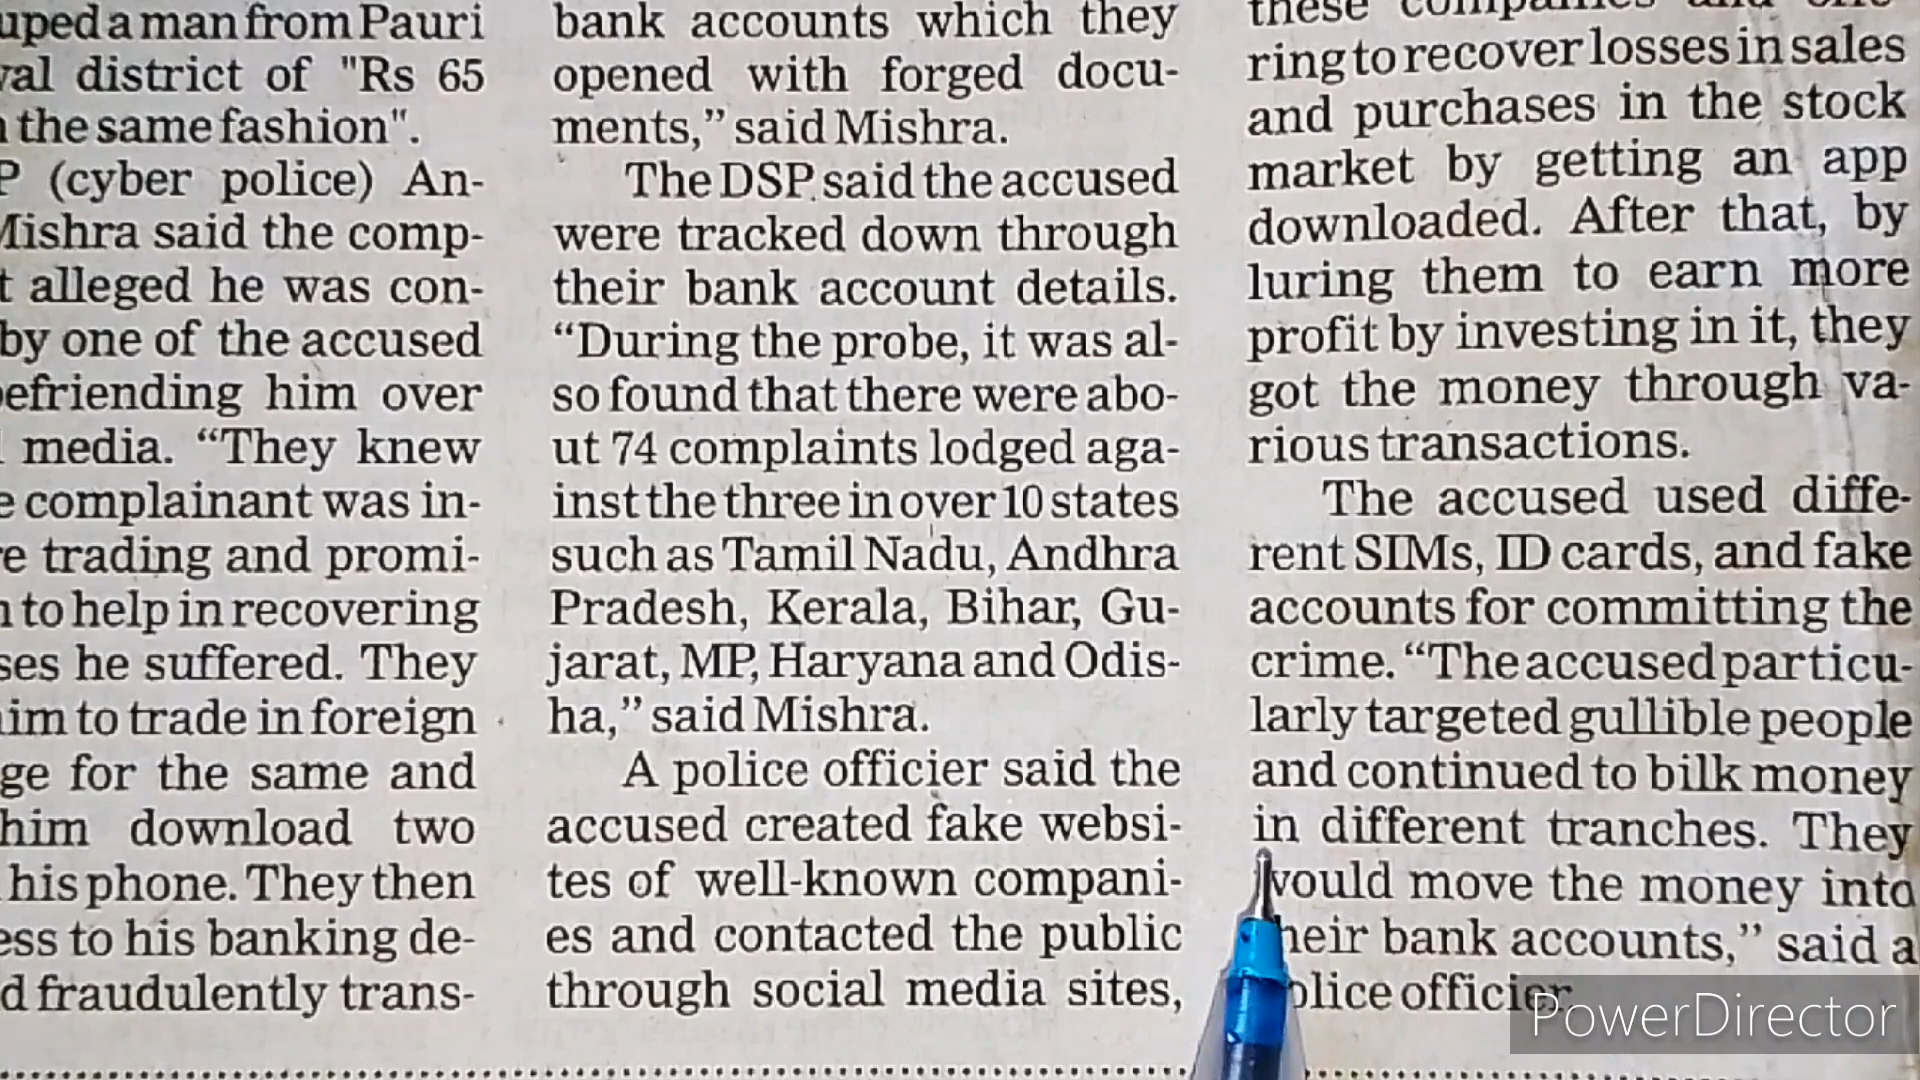 uped a man from Pauri
val district of "Rs 65
the same fashion".
P (cyber police) An-
Mishra said the comp-
t alleged he was con-
by one of the accused
befriending him over
media. “They knew
e complainant was in-
re trading and promi-
to help in recovering
ses he suffered. They
him to trade in foreign
ge for the same and
him download two
his phone. They then
ess to his banking de-
d fraudulently trans-
bank accounts which they
opened with forged docu-
ments,” said Mishra.
The DSP said the accused
were tracked down through
their bank account details.
“During the probe, it was al-
so found that there were abo-
ut 74 complaints lodged aga-
inst the three in over 10 states
such as Tamil Nadu, Andhra
Pradesh, Kerala, Bihar, Gu-
jarat, MP, Haryana and Odis-
ha,” said Mishra.
A police officier said the
accused created fake websi-
tes of well-known compani-
es and contacted the public
through social media sites,
these companies and offe-
ring to recover losses in sales
and purchases in the stock
market by getting an app
downloaded. After that, by
luring them to earn more
profit by investing in it, they
got the money through va-
rious transactions.
The accused used diffe-
rent SIMs, ID cards, and fake
accounts for committing the
crime. “The accused particu-
larly targeted gullible people
and continued to bilk money
in different tranches. They
would move the money into
their bank accounts,” said a
police officier.
PowerDirector